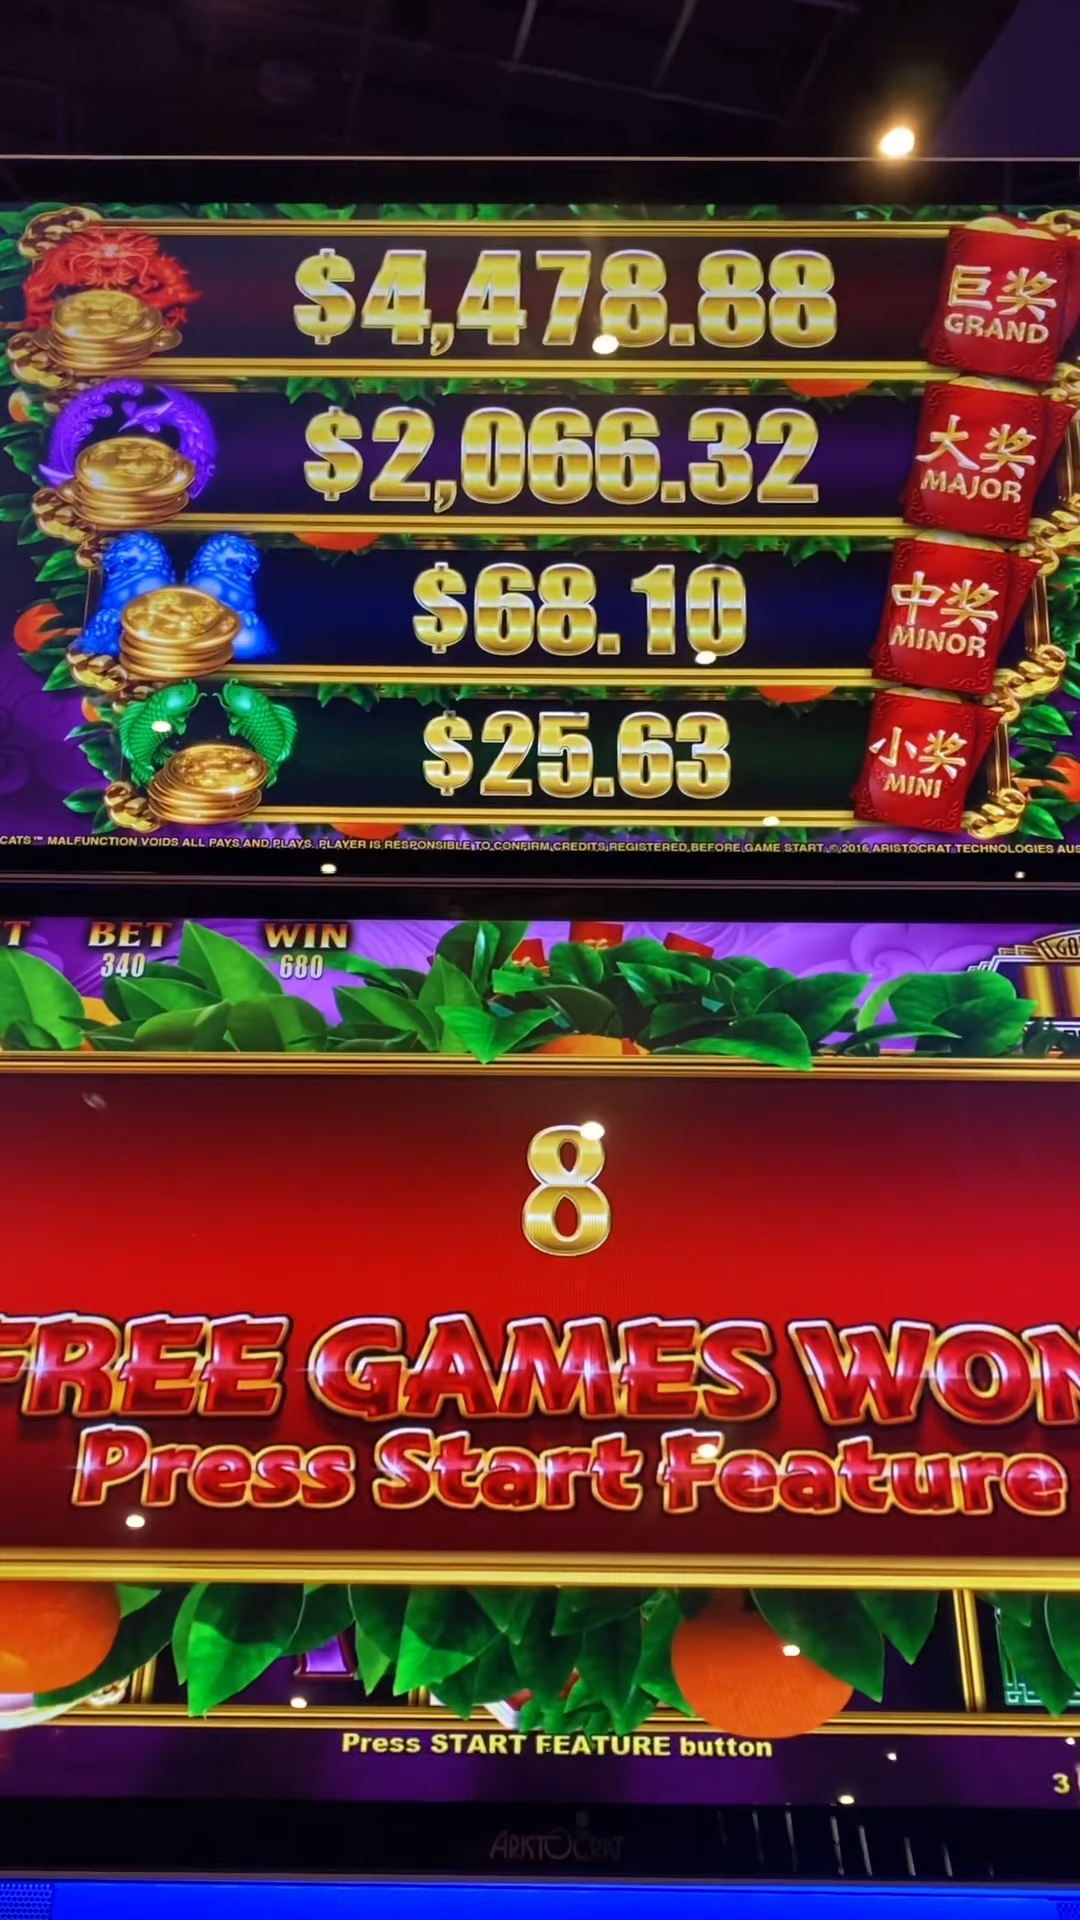 $4,478.88
巨奖
GRAND
$2,066.32
大奖
MAJOR
$68.10
中奖
MINOR
$25.63
小奖
MINI
CATS™ MALFUNCTION VOIDS ALL PAYS AND PLAYS. PLAYER IS RESPONSIBLE TO CONFIRM CREDITS REGISTERED BEFORE GAME START. © 2016 ARISTOCRAT TECHNOLOGIES AUS
BET WIN
340 680
8
FREE GAMES WON
Press Start Feature
Press START FEATURE button
3
ARISTOCRAT